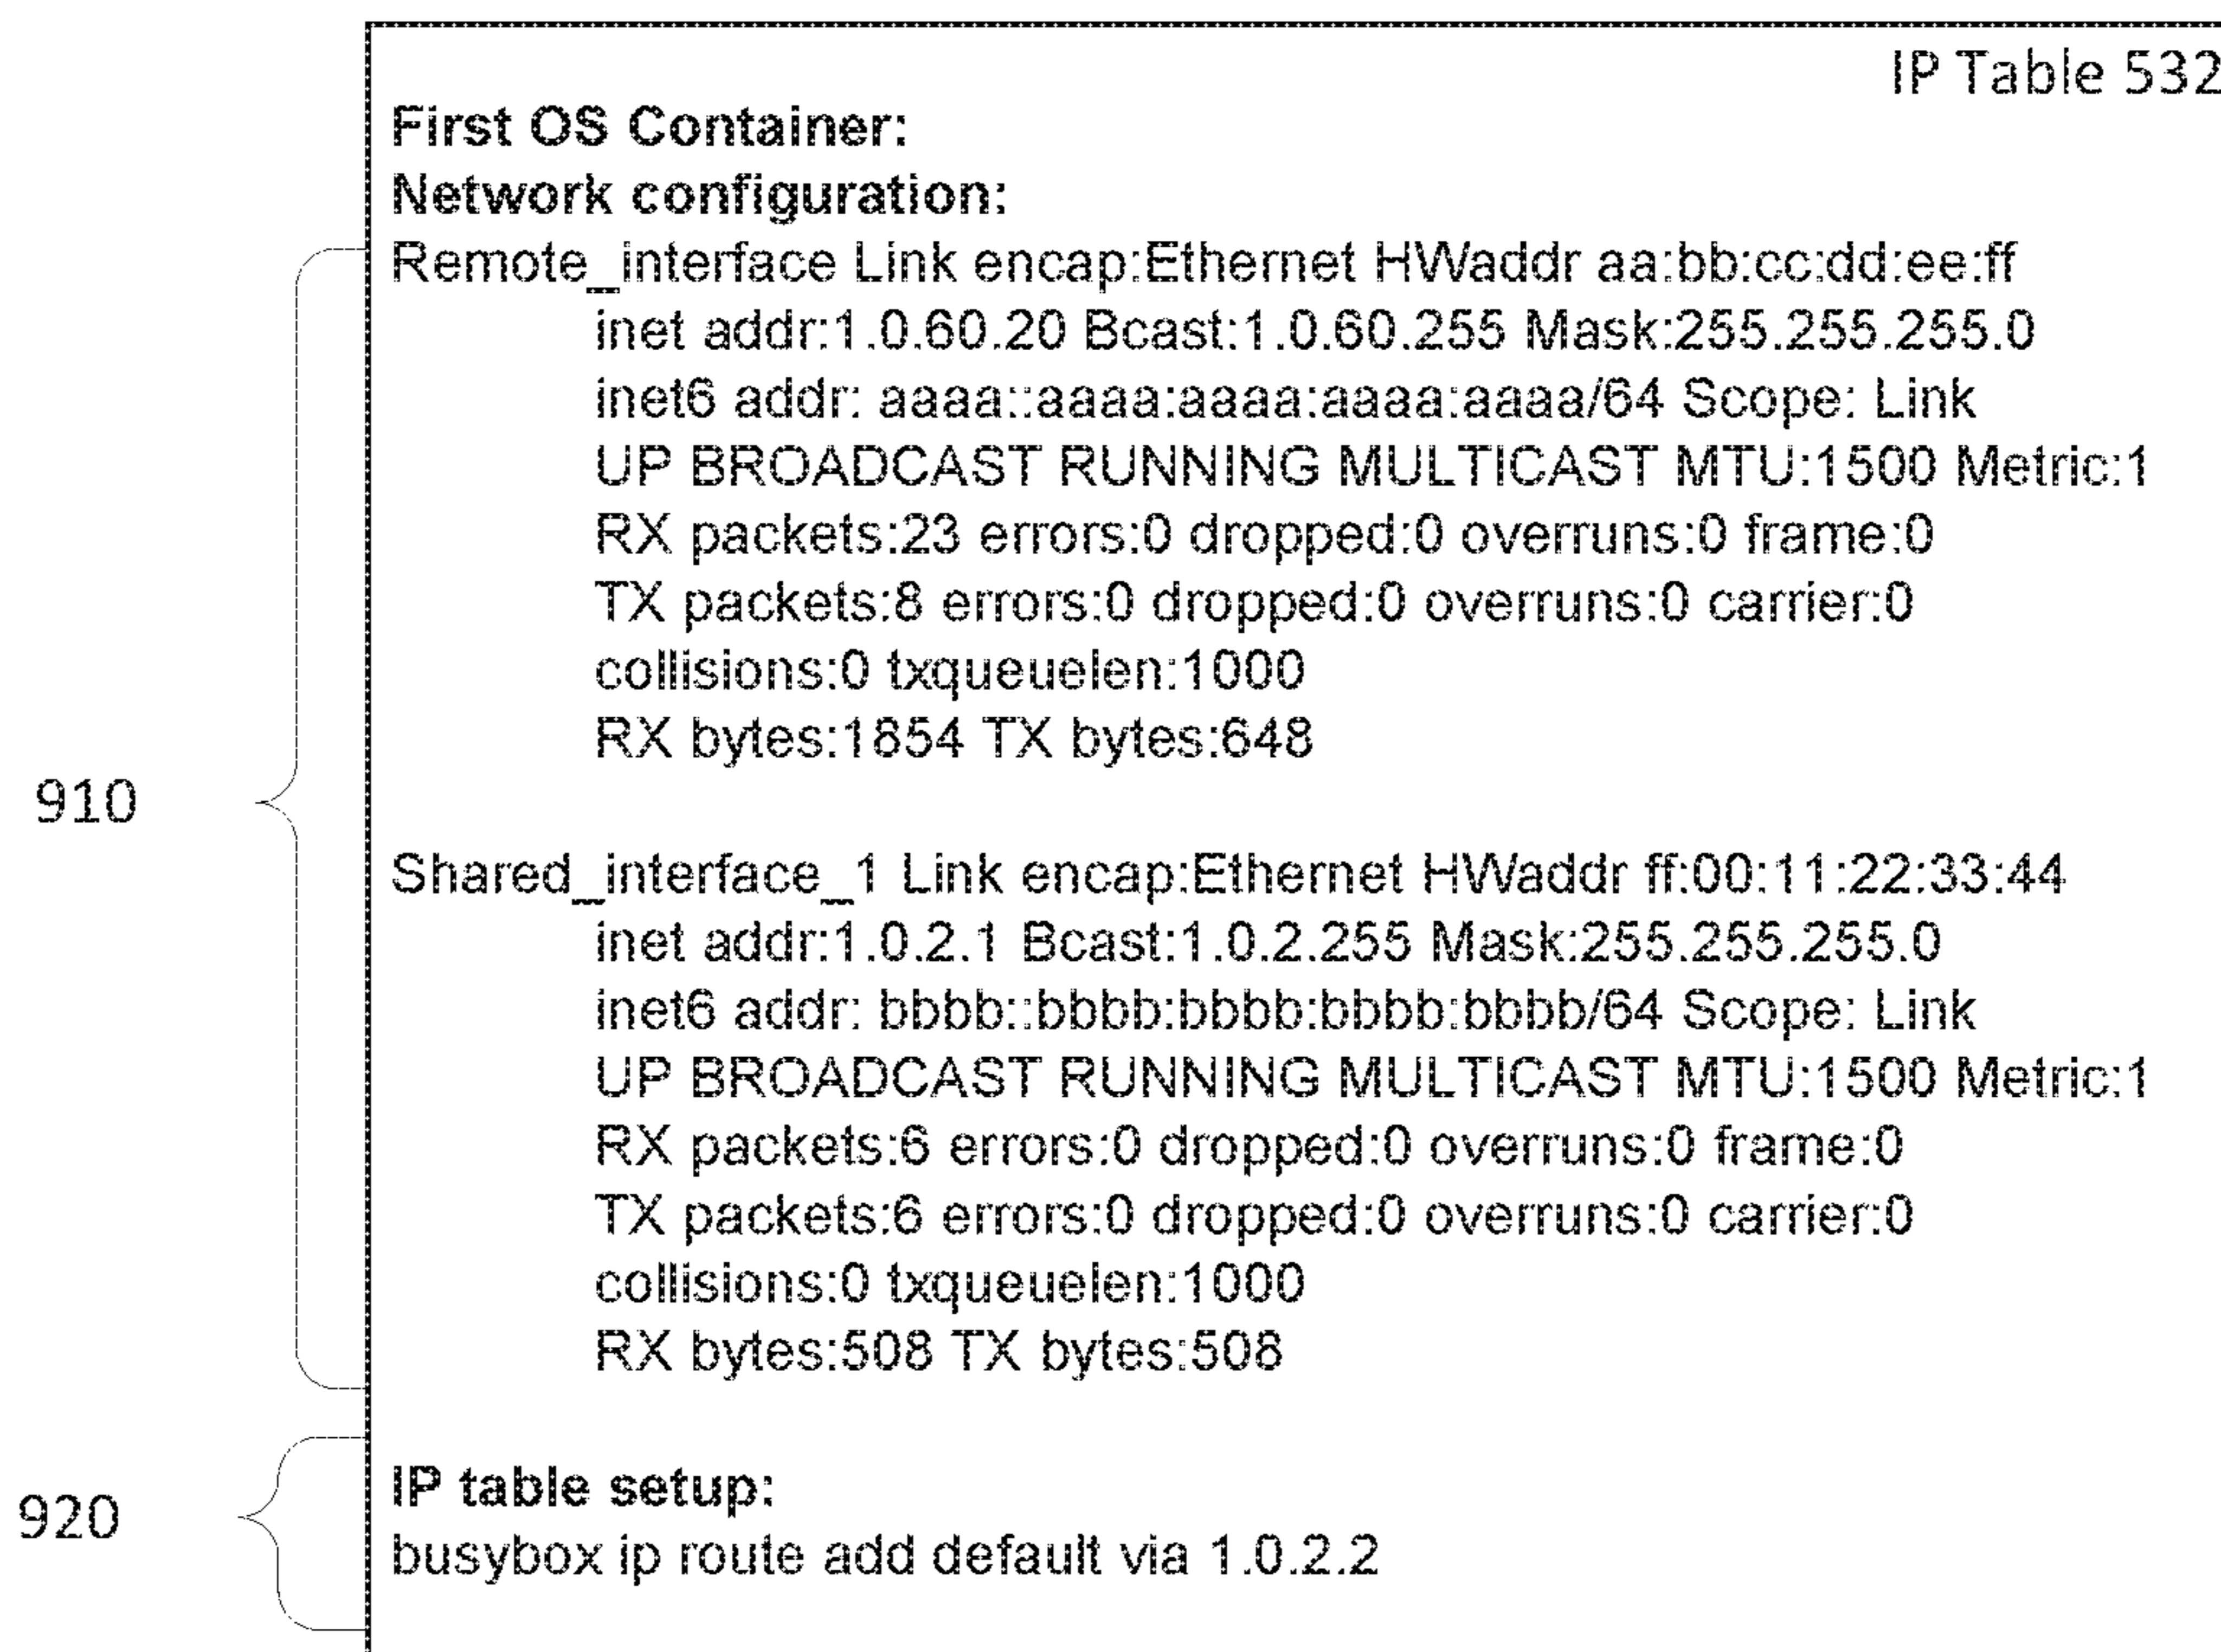 IP Table 532
First OS Container:
Network configuration:
Remote_interface Link encap:Ethernet HWaddr aa:bb:cc:dd:ee:ff
inet addr:1.0.60.20 Bcast:1.0.60.255 Mask:255.255.255.0
inet6 addr: aaaa::aaaa:aaaa:aaaa:aaaa/64 Scope: Link
UP BROADCAST RUNNING MULTICAST MTU:1500 Metric:1
RX packets:23 errors:0 dropped:0 overruns:0 frame:0
TX packets:8 errors:0 dropped:0 overruns:0 carrier:0
collisions:0 txqueuelen:1000
RX bytes:1854 TX bytes:648
910
Shared_interface_1 Link encap:Ethernet HWaddr ff:00:11:22:33:44
inet addr:1.0.2.1 Bcast:1.0.2.255 Mask:255.255.255.0
inet6 addr: bbbb::bbbb:bbbb:bbbb:bbbb/64 Scope: Link
UP BROADCAST RUNNING MULTICAST MTU:1500 Metric:1
RX packets:6 errors:0 dropped:0 overruns:0 frame:0
TX packets:6 errors:0 dropped:0 overruns:0 carrier:0
collisions:0 txqueuelen:1000
RX bytes:508 TX bytes:508
920
IP table setup:
busybox ip route add default via 1.0.2.2